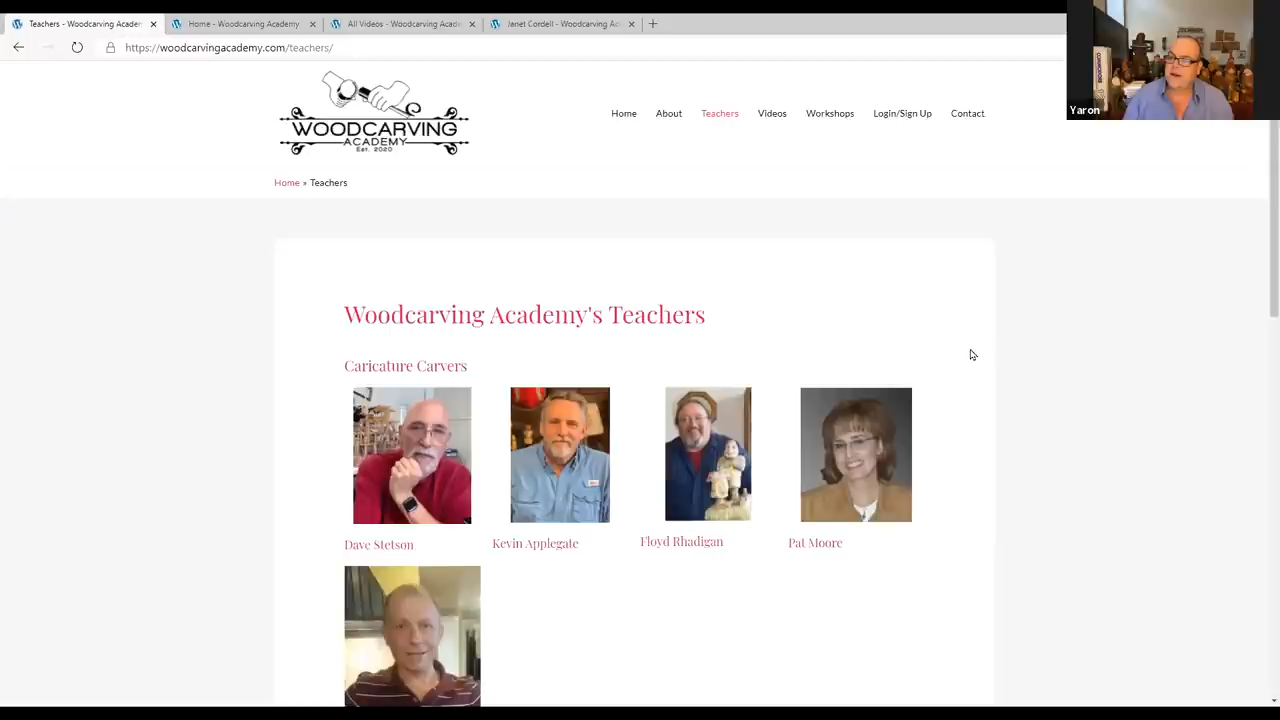 Teachers - Woodcarving Academ
Home - Woodcarving Academy
All Videos - Woodcarving Acade
Janet Cordell - Woodcarving Ac
https://woodcarvingacademy.com/teachers/
Yaron
WOODCARVING
ACADEMY
Est. 2020
Home About Teachers Videos Workshops Login/Sign Up Contact
Home » Teachers
Woodcarving Academy's Teachers
Caricature Carvers
Dave Stetson
Kevin Applegate
Floyd Rhadigan
Pat Moore